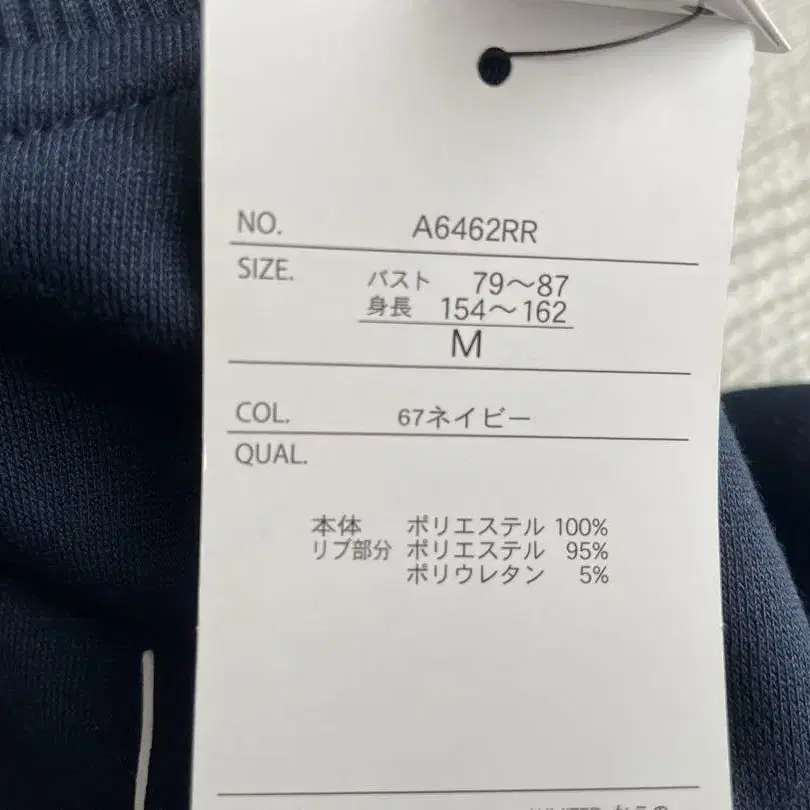 NO. A6462RR
SIZE. バスト 79～87
身長 154～162
M
COL. 67ネイビー
QUAL.
本体 ポリエステル 100%
リブ部分 ポリエステル 95%
ポリウレタン 5%